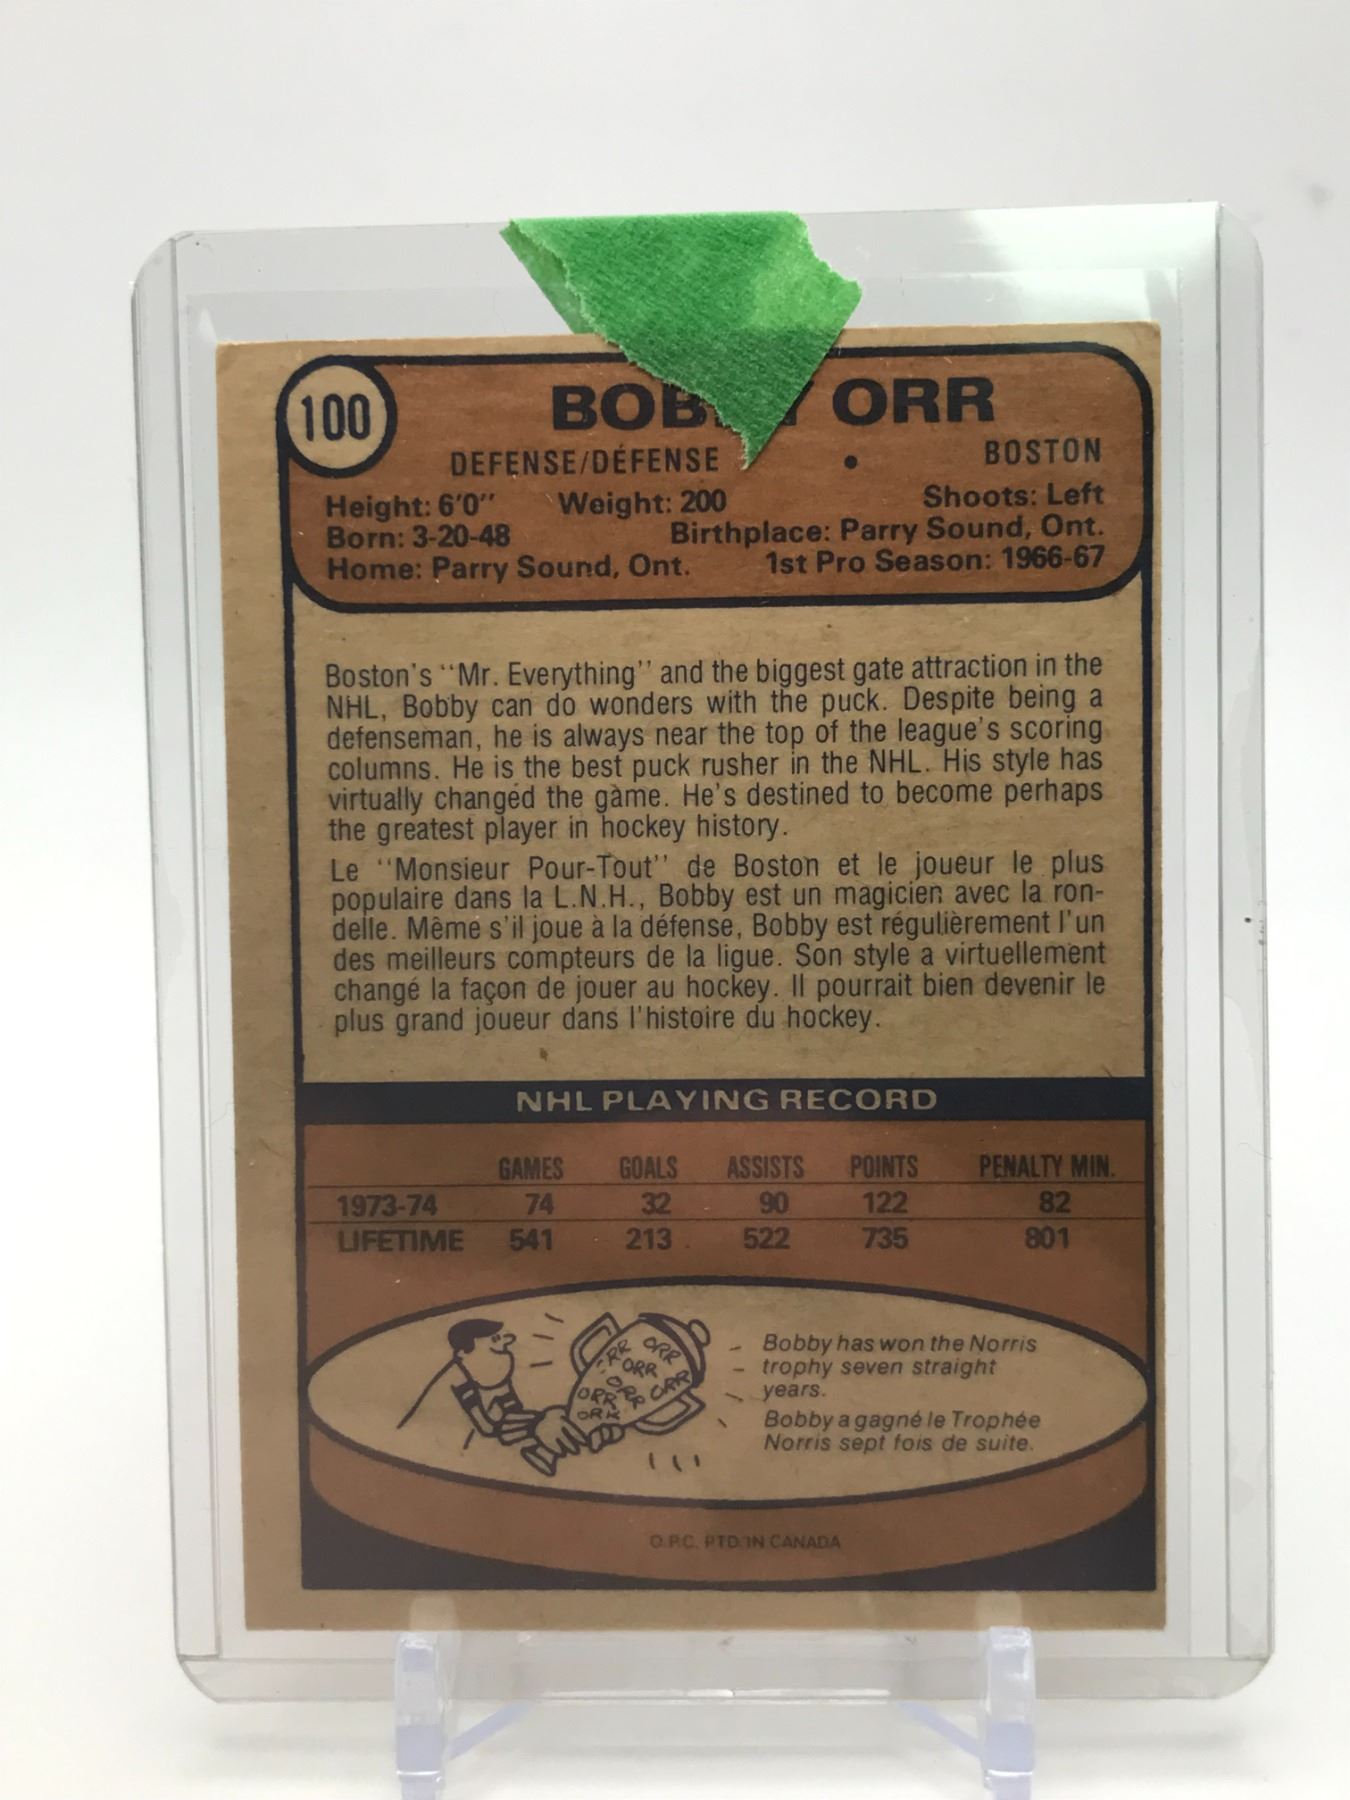 100
BOB Y ORR
DEFENSE/DÉFENSE • BOSTON
Height: 6'0'' Weight: 200 Shoots: Left
Born: 3-20-48 Birthplace: Parry Sound, Ont.
Home: Parry Sound, Ont. 1st Pro Season: 1966-67
Boston's ''Mr. Everything'' and the biggest gate attraction in the
NHL, Bobby can do wonders with the puck. Despite being a
defenseman, he is always near the top of the league's scoring
columns. He is the best puck rusher in the NHL. His style has
virtually changed the game. He's destined to become perhaps
the greatest player in hockey history.
Le ''Monsieur Pour-Tout'' de Boston et le joueur le plus
populaire dans la L.N.H., Bobby est un magicien avec la ron-
delle. Même s'il joue à la défense, Bobby est régulièrement l'un
des meilleurs compteurs de la ligue. Son style a virtuellement
changé la façon de jouer au hockey. Il pourrait bien devenir le
plus grand joueur dans l'histoire du hockey.
NHL PLAYING RECORD
GAMES GOALS ASSISTS POINTS PENALTY MIN.
1973-74 74 32 90 122 82
LIFETIME 541 213 522 735 801
ORR ORR
ORR
ORR ORR
ORR
ORR
Bobby has won the Norris
trophy seven straight
years.
Bobby a gagné le Trophée
Norris sept fois de suite.
O.P.C. PTD. IN CANADA